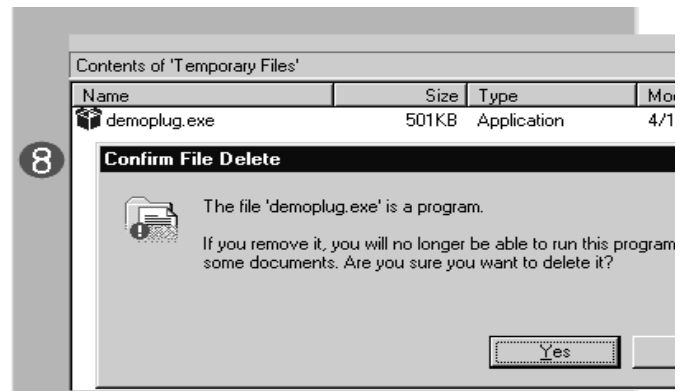 Contents of 'Temporary Files'
Name Size Type Mo
demoplug.exe 501KB Application 4/1
8
Confirm File Delete
The file 'demoplug.exe' is a program.
If you remove it, you will no longer be able to run this program
some documents. Are you sure you want to delete it?
Yes